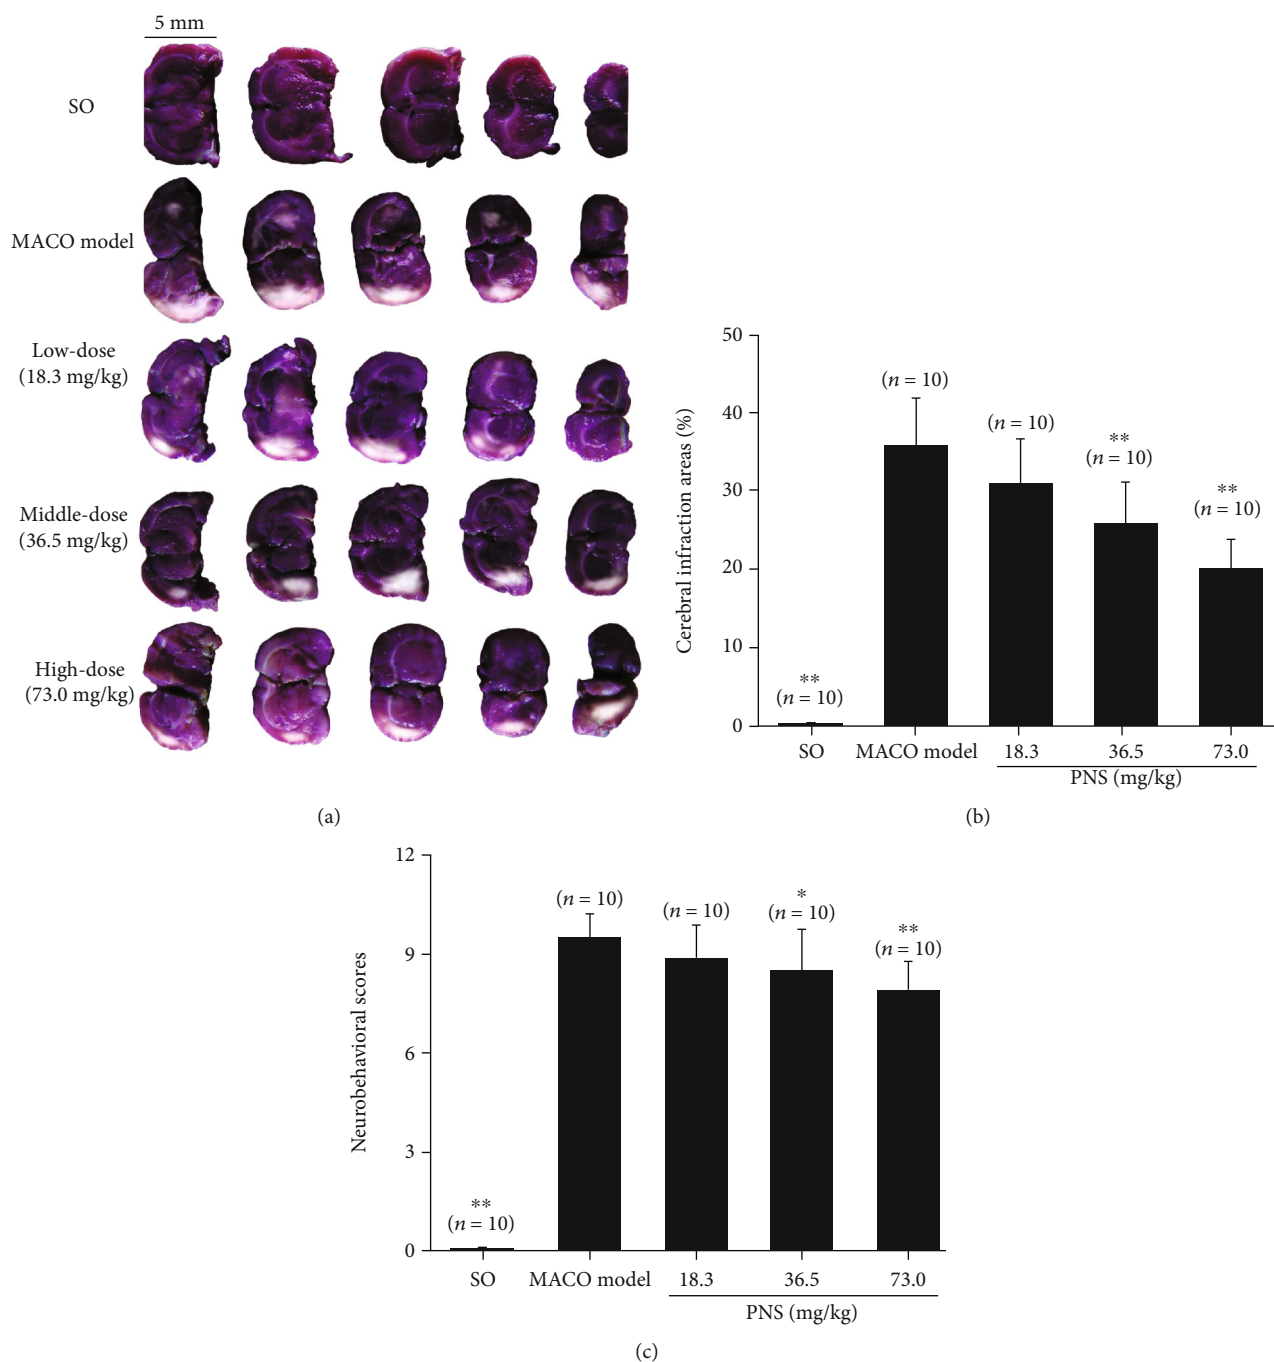 5 mm
SO
MACO model
Low-dose
(18.3 mg/kg)
Middle-dose
(36.5 mg/kg)
High-dose
(73.0 mg/kg)
(a)
Cerebral infraction areas (%)
50
40
30
20
10
0
**
(n = 10)
(n = 10)
(n = 10)
**
(n = 10)
**
(n = 10)
SO
MACO model
18.3
36.5
73.0
PNS (mg/kg)
(b)
Neurobehavioral scores
12
9
6
3
0
**
(n = 10)
(n = 10)
(n = 10)
*
(n = 10)
**
(n = 10)
SO
MACO model
18.3
36.5
73.0
PNS (mg/kg)
(c)